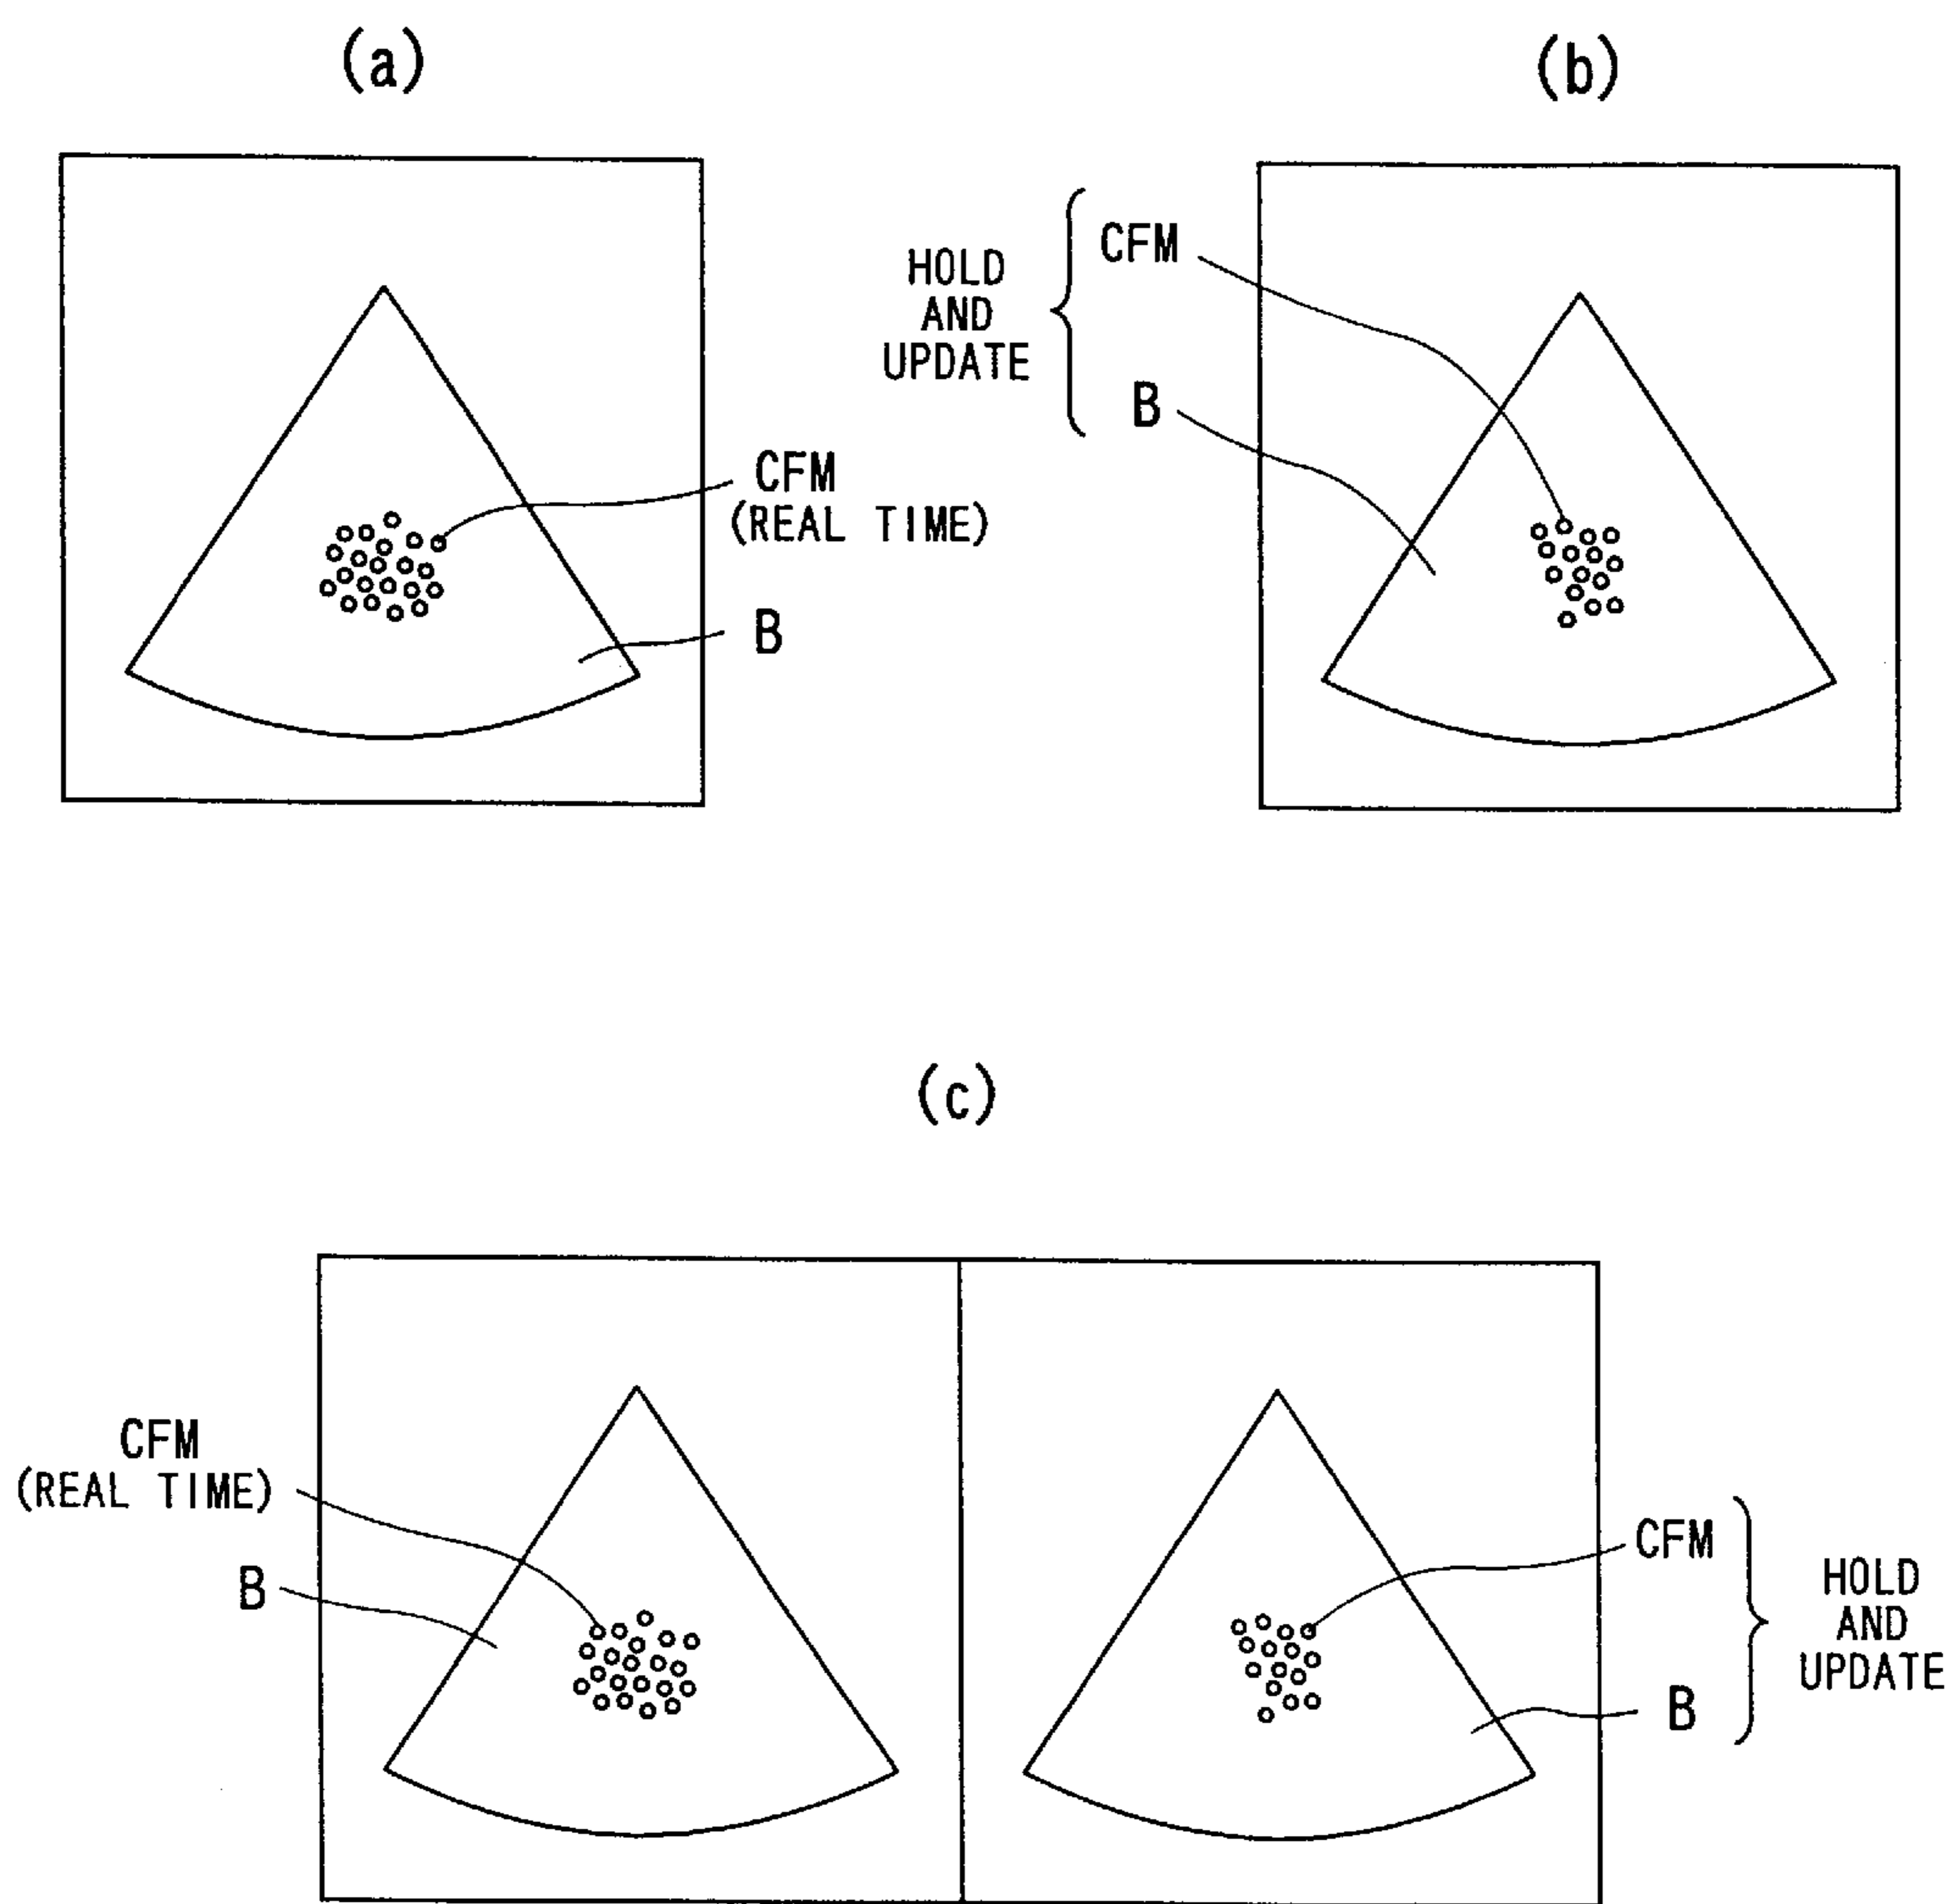 (a)
CFM
(REAL TIME)
B
(b)
HOLD
AND
UPDATE
CFM
B
(c)
CFM
(REAL TIME)
B
CFM
B
HOLD
AND
UPDATE